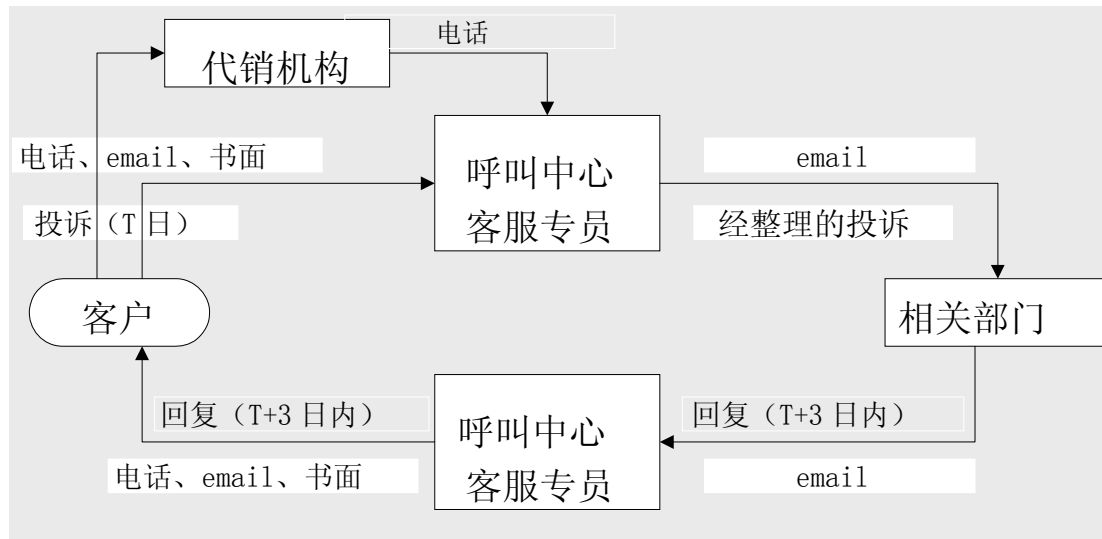 电话
代销机构
电话、email、书面
投诉（T 日）
呼叫中心
客服专员
email
经整理的投诉
客户
相关部门
回复（T+3 日内）
电话、email、书面
呼叫中心
客服专员
回复（T+3 日内）
email